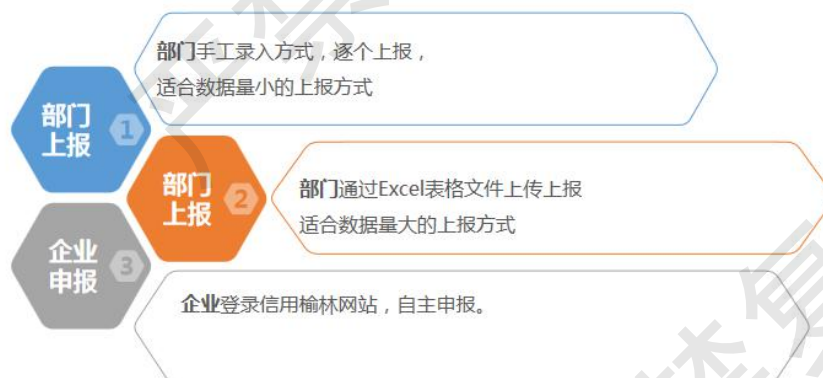 部门手工录入方式，逐个上报，
适合数据量小的上报方式
部门
上报
1
部门
上报
2
部门通过Excel表格文件上传上报
适合数据量大的上报方式
企业
申报
3
企业登录信用榆林网站，自主申报。
严禁
禁